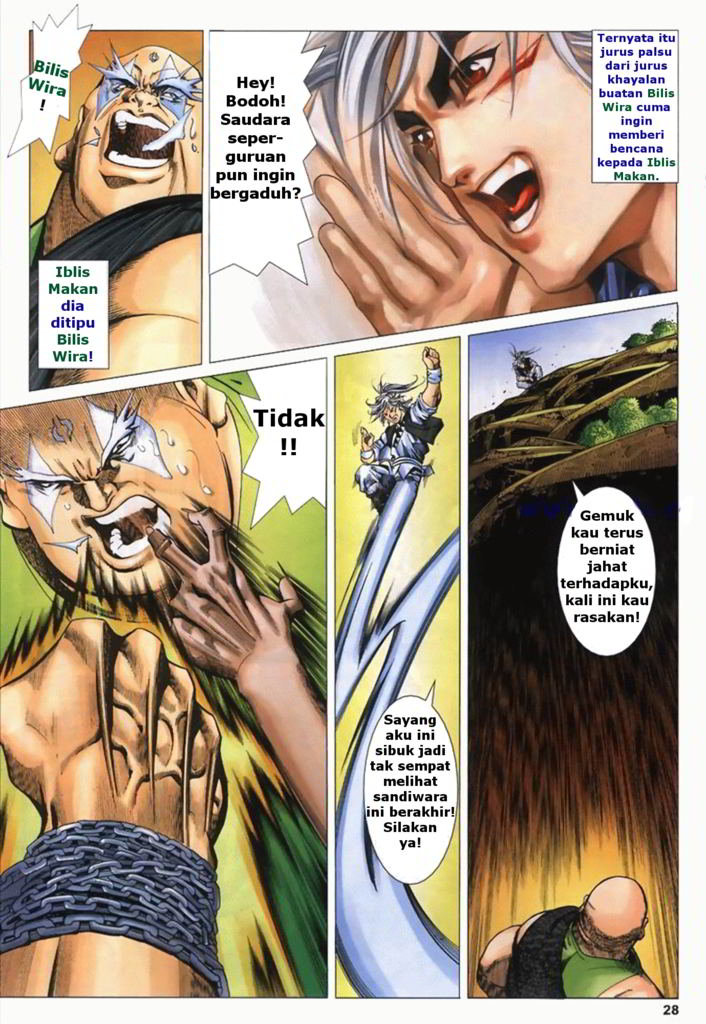 Bilis
Wira
!
Hey!
Bodoh!
Saudara
seper-
guruan
pun ingin
bergaduh?
Ternyata itu
jurus palsu
dari jurus
khayalan
buatan Bilis
Wira cuma
ingin
memberi
bencana
kepada Iblis
Makan.
Iblis
Makan
dia
ditipu
Bilis
Wira!
Tidak
!!
Sayang
aku ini
sibuk jadi
tak sempat
melihat
sandiwara
ini berakhir!
Silakan
ya!
Gemuk
kau terus
berniat
jahat
terhadapku,
kali ini kau
rasakan!
28